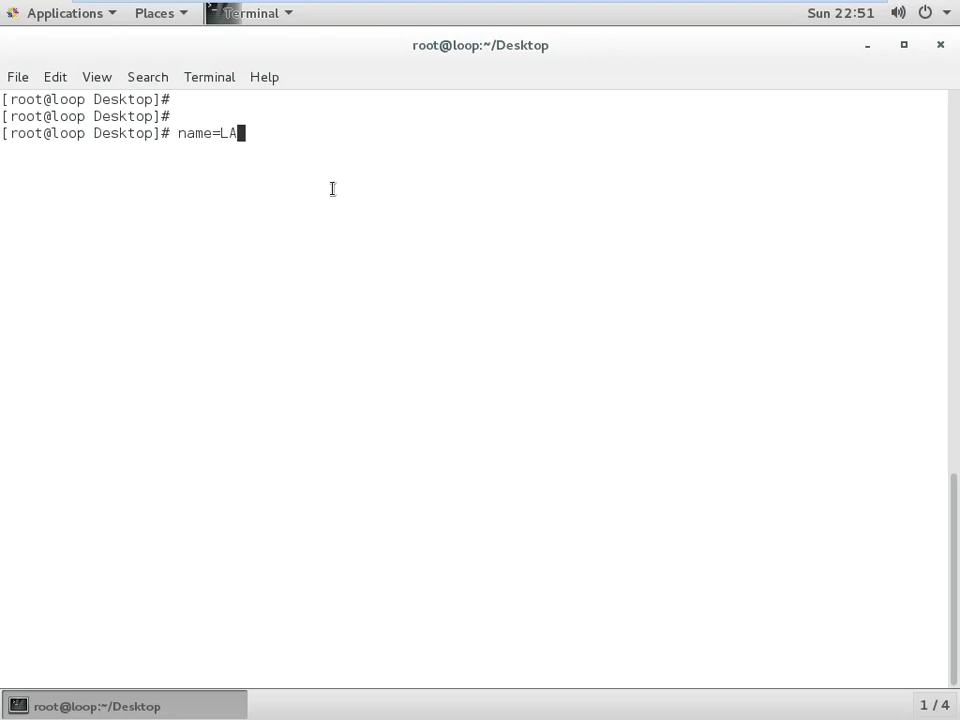 Applications Places Terminal Sun 22:51
root@loop:~/Desktop
File Edit View Search Terminal Help
[root@loop Desktop]#
[root@loop Desktop]#
[root@loop Desktop]# name=LA
root@loop:~/Desktop 1 / 4